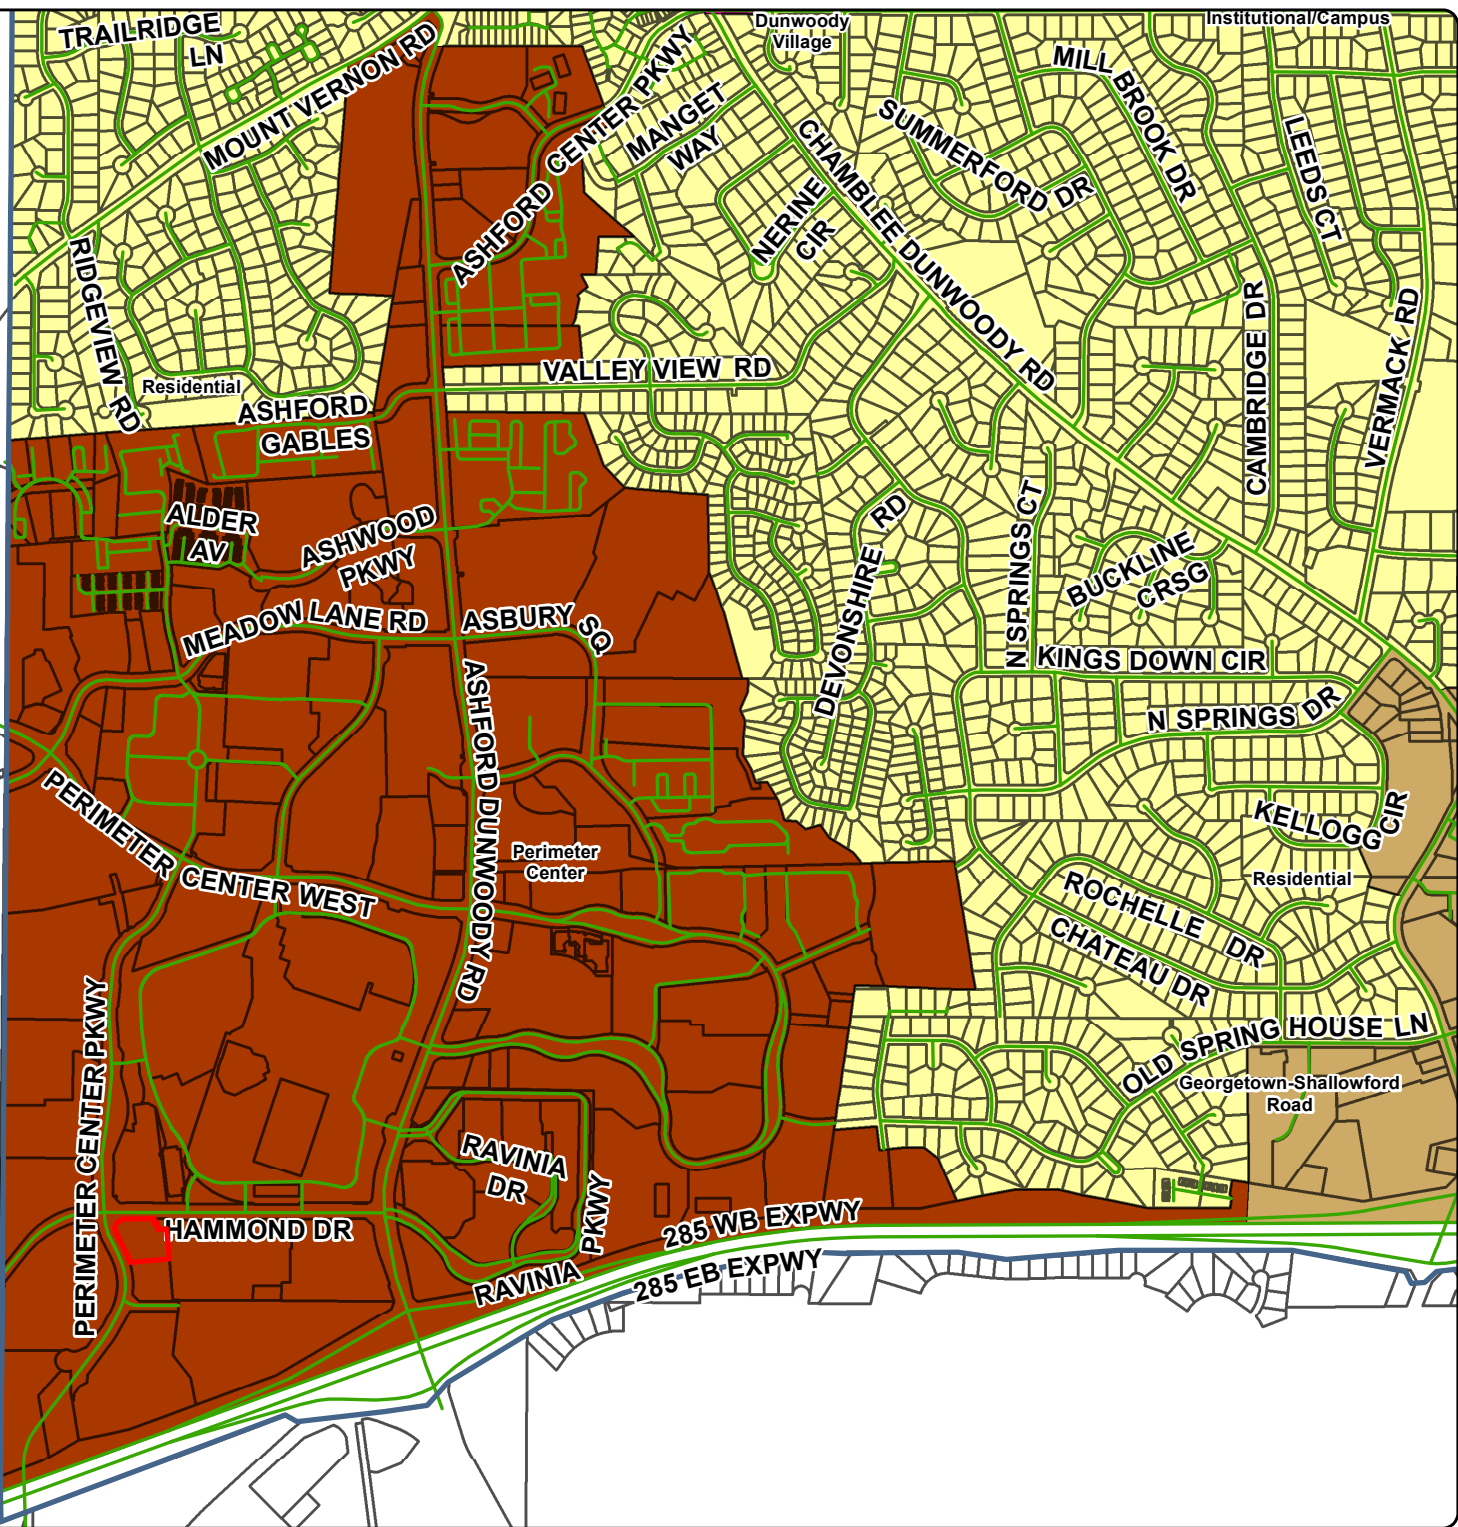 TRAILRIDGE
LN
MOUNT VERNON RD
Dunwoody
Village
Institutional/Campus
ASHFORD CENTER PKWY
MANGET
WAY
CHAMBLEE DUNWOODY RD
SUMMERFORD DR
MILL BROOK DR
LEEDS CT
NERINE
CIR
RIDGEVIEW RD
Residential
VALLEY VIEW RD
CAMBRIDGE DR
VERMACK RD
ASHFORD
GABLES
ALDER
AV
ASHWOOD
PKWY
DEVONSHIRE RD
N SPRINGS CT
BUCKLINE
CRSG
MEADOW LANE RD
ASBURY SQ
KINGS DOWN CIR
N SPRINGS DR
ASHFORD DUNWOODY RD
PERIMETER CENTER WEST
Perimeter
Center
KELLOGG CIR
Residential
ROCHELLE DR
CHATEAU DR
PERIMETER CENTER PKWY
OLD SPRING HOUSE LN
Georgetown-Shallowford
Road
RAVINIA
DR
HAMMOND DR
RAVINIA PKWY
285 WB EXPWY
285 EB EXPWY